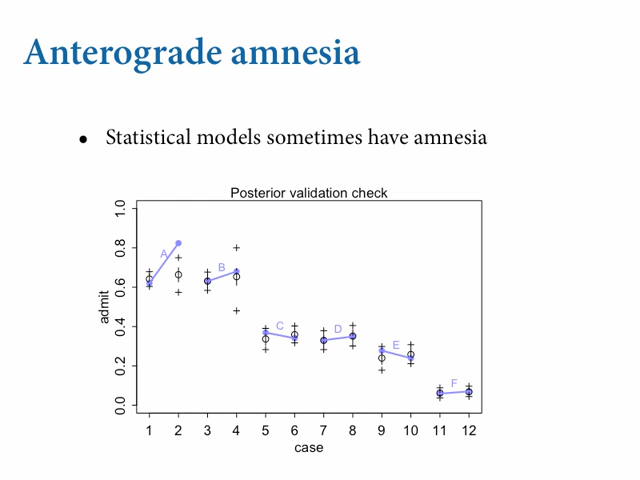 Anterograde amnesia
• Statistical models sometimes have amnesia
Posterior validation check
admit
0.0 0.2 0.4 0.6 0.8 1.0
A
B
C
D
E
F
1 2 3 4 5 6 7 8 9 10 11 12
case